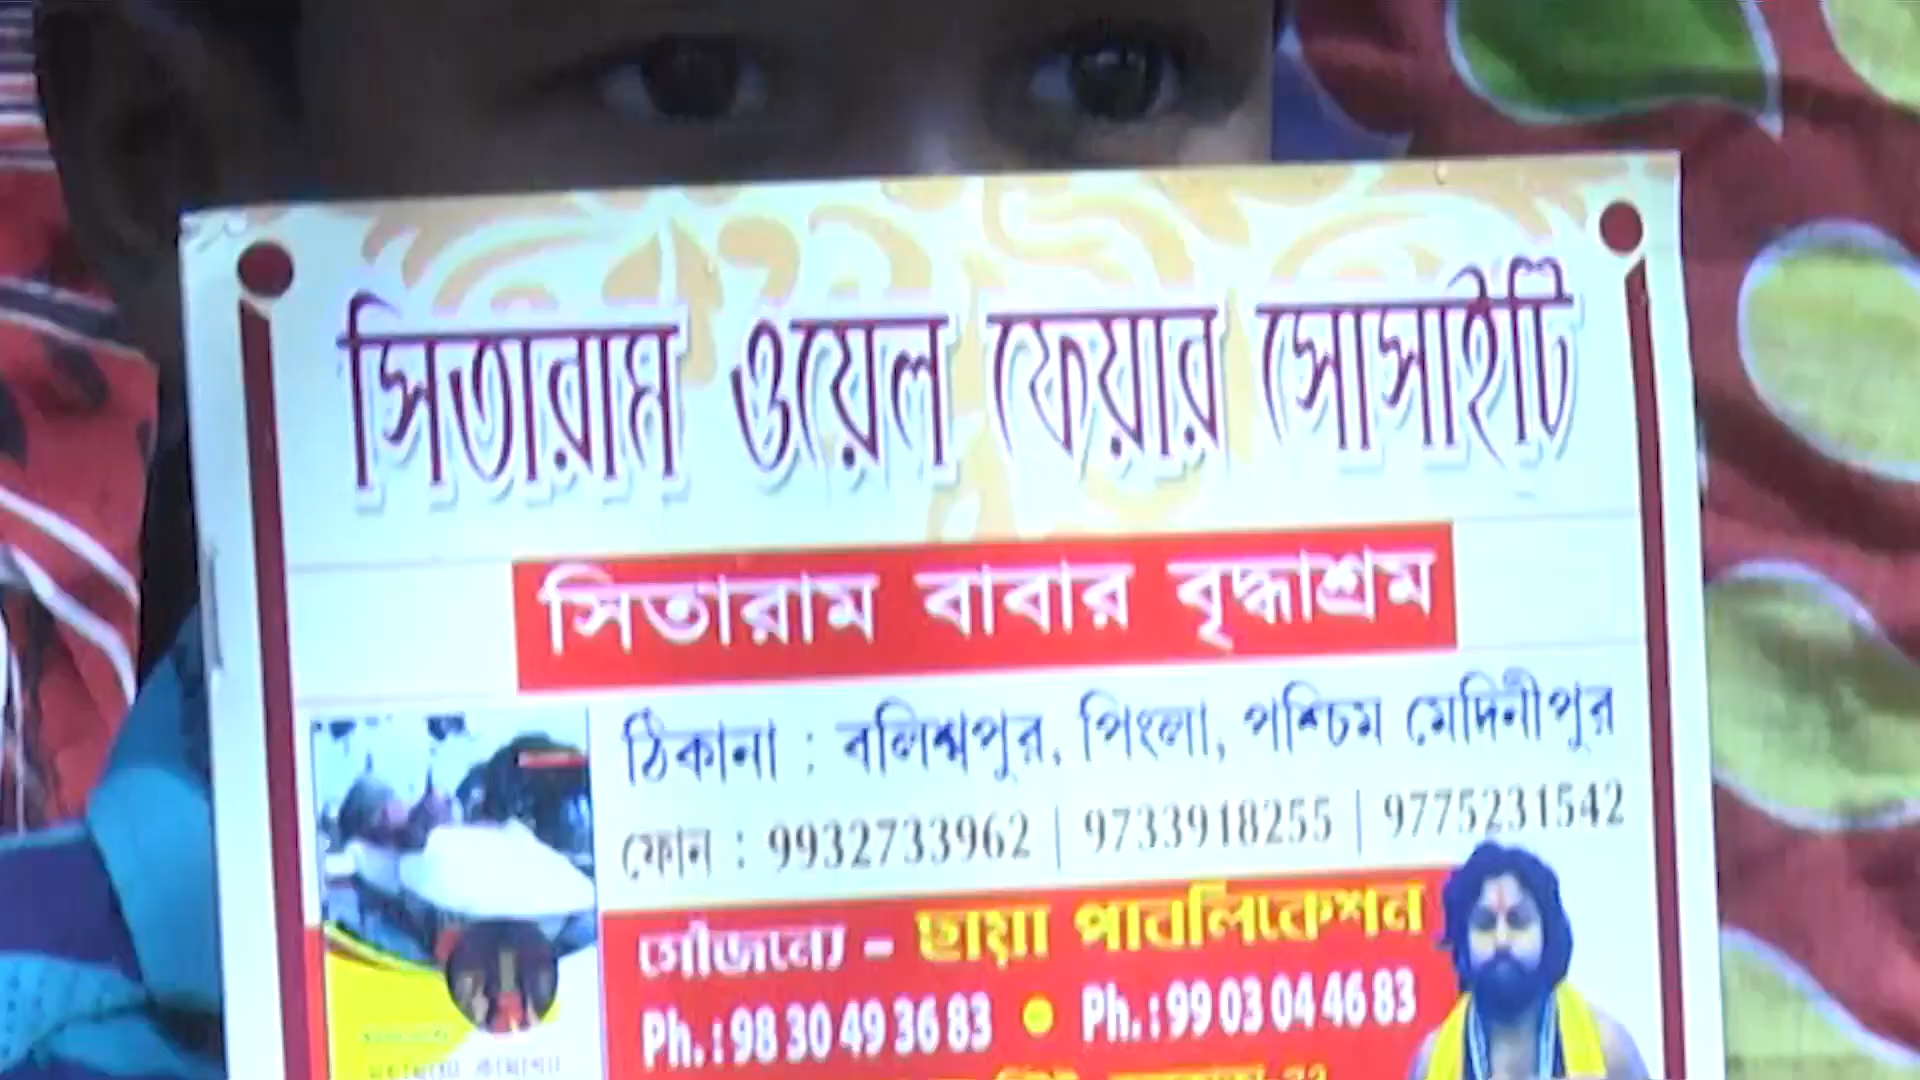 সিতারাম ওয়েল ফেয়ার সোসাইটি
সিতারাম বাবার বৃদ্ধাশ্রম
ঠিকানা : বলিশ্বপুর, পিংলা, পশ্চিম মেদিনীপুর
ফোন : 9932733962 | 9733918255 | 9775231542
সৌজন্যে – ছায়া পাবলিকেশন
Ph. : 98 30 49 36 83 ● Ph. : 99 03 04 46 83